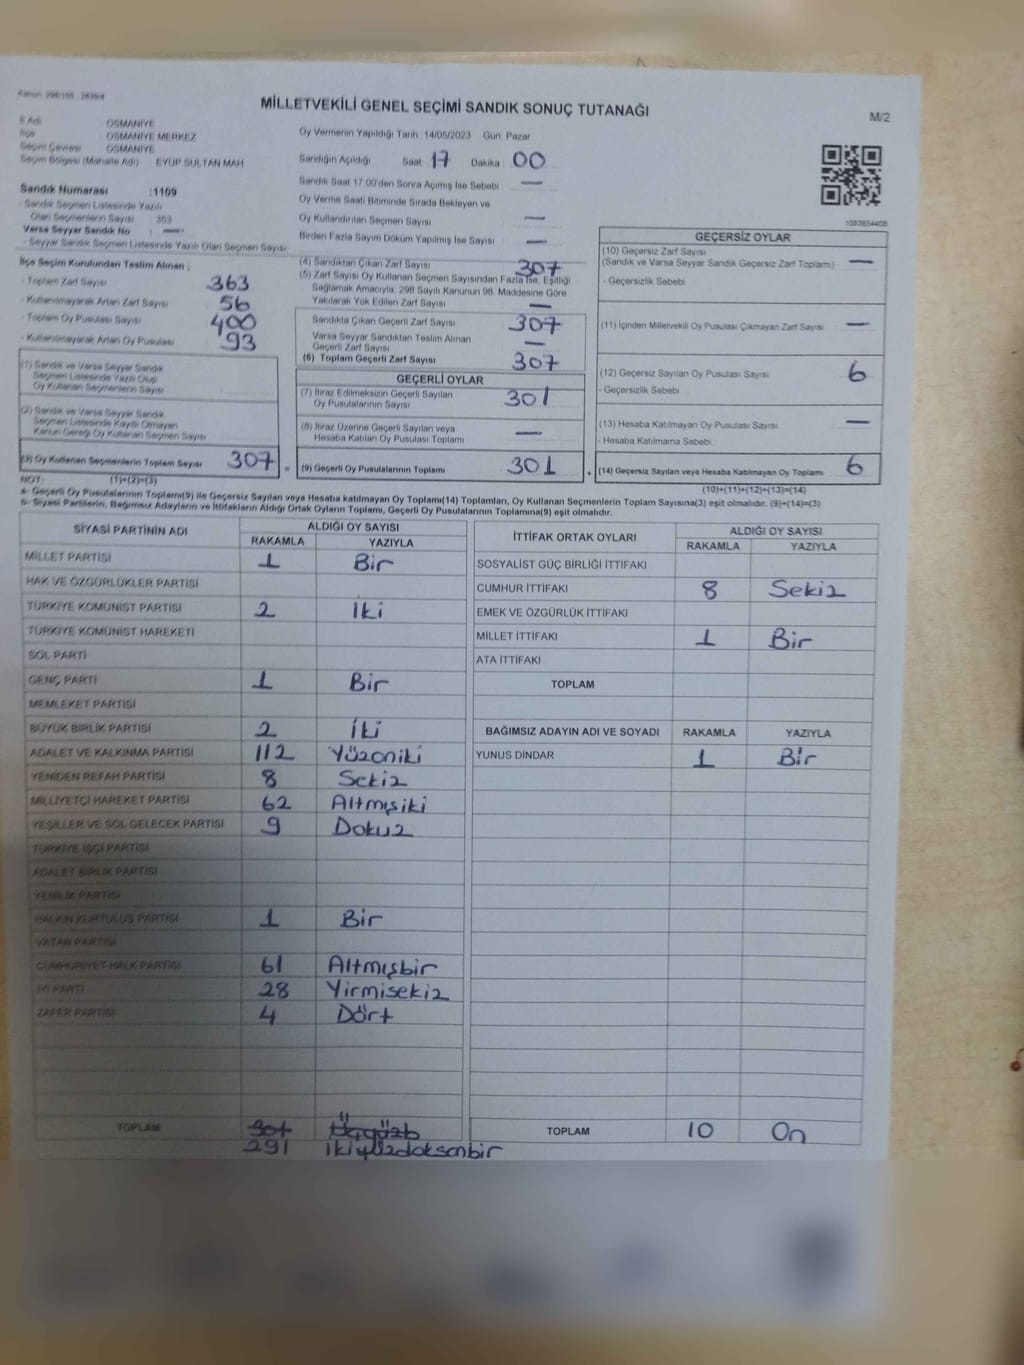 Kanun: 298/105 - 2839/4
MİLLETVEKİLİ GENEL SEÇİMİ SANDIK SONUÇ TUTANAĞI
M/2
İl Adı : OSMANİYE
İlçe : OSMANİYE MERKEZ
Seçim Çevresi : OSMANİYE
Seçim Bölgesi (Mahalle Adı) : EYÜP SULTAN MAH.
Oy Vermenin Yapıldığı Tarih : 14/05/2023 Gün: Pazar
Sandığın Açıldığı Saat 17 Dakika 00
Sandık Saat 17.00'den Sonra Açılmış İse Sebebi —
Oy Verme Saati Bitiminde Sırada Bekleyen ve
Oy Kullandırılan Seçmen Sayısı —
Birden Fazla Sayım Döküm Yapılmış İse Sayısı —
Sandık Numarası :1109
- Sandık Seçmen Listesinde Yazılı
Olan Seçmenlerin Sayısı : 353
Varsa Seyyar Sandık No : —
- Seyyar Sandık Seçmen Listesinde Yazılı Olan Seçmen Sayısı:
1083654408
İlçe Seçim Kurulundan Teslim Alınan ;
- Toplam Zarf Sayısı 363
- Kullanılmayarak Artan Zarf Sayısı 56
- Toplam Oy Pusulası Sayısı 400
- Kullanılmayarak Artan Oy Pusulası 93
(1) Sandık ve Varsa Seyyar Sandık
Seçmen Listesinde Yazılı Olup
Oy Kullanan Seçmenlerin Sayısı
(2) Sandık ve Varsa Seyyar Sandık
Seçmen Listesinde Kayıtlı Olmayan
Kanun Gereği Oy Kullanan Seçmen Sayısı
(3) Oy Kullanan Seçmenlerin Toplam Sayısı 307
(4) Sandıktan Çıkan Zarf Sayısı 307
(5) Zarf Sayısı Oy Kullanan Seçmen Sayısından Fazla İse, Eşitliği
Sağlamak Amacıyla, 298 Sayılı Kanunun 98. Maddesine Göre
Yakılarak Yok Edilen Zarf Sayısı —
Sandıkta Çıkan Geçerli Zarf Sayısı 307
Varsa Seyyar Sandıktan Teslim Alınan
Geçerli Zarf Sayısı —
(6) Toplam Geçerli Zarf Sayısı 307
GEÇERLİ OYLAR
(7) İtiraz Edilmeksizin Geçerli Sayılan
Oy Pusulalarının Sayısı 301
(8) İtiraz Üzerine Geçerli Sayılan veya
Hesaba Katılan Oy Pusulası Toplamı —
= (9) Geçerli Oy Pusulalarının Toplamı 301
GEÇERSİZ OYLAR
(10) Geçersiz Zarf Sayısı
(Sandık ve Varsa Seyyar Sandık Geçersiz Zarf Toplamı) —
- Geçersizlik Sebebi :
(11) İçinden Milletvekili Oy Pusulası Çıkmayan Zarf Sayısı —
(12) Geçersiz Sayılan Oy Pusulası Sayısı 6
- Geçersizlik Sebebi :
(13) Hesaba Katılmayan Oy Pusulası Sayısı —
- Hesaba Katılmama Sebebi :
+ (14) Geçersiz Sayılan veya Hesaba Katılmayan Oy Toplamı 6
NOT: (1)+(2)=(3)
(10)+(11)+(12)+(13)=(14)
a- Geçerli Oy Pusulalarının Toplamı(9) ile Geçersiz Sayılan veya Hesaba katılmayan Oy Toplamı(14) Toplamları, Oy Kullanan Seçmenlerin Toplam Sayısına(3) eşit olmalıdır. (9)+(14)=(3)
b- Siyasi Partilerin, Bağımsız Adayların ve İttifakların Aldığı Ortak Oyların Toplamı, Geçerli Oy Pusulalarının Toplamına(9) eşit olmalıdır.
SİYASİ PARTİNİN ADI ALDIĞI OY SAYISI
RAKAMLA YAZIYLA
MİLLET PARTİSİ 1 Bir
HAK VE ÖZGÜRLÜKLER PARTİSİ
TÜRKİYE KOMÜNİST PARTİSİ 2 İki
TÜRKİYE KOMÜNİST HAREKETİ
SOL PARTİ
GENÇ PARTİ 1 Bir
MEMLEKET PARTİSİ
BÜYÜK BİRLİK PARTİSİ 2 İki
ADALET VE KALKINMA PARTİSİ 112 Yüzoniki
YENİDEN REFAH PARTİSİ 8 Sekiz
MİLLİYETÇİ HAREKET PARTİSİ 62 Altmışiki
YEŞİLLER VE SOL GELECEK PARTİSİ 9 Dokuz
TÜRKİYE İŞÇİ PARTİSİ
ADALET BİRLİK PARTİSİ
YENİLİK PARTİSİ
HALKIN KURTULUŞ PARTİSİ 1 Bir
VATAN PARTİSİ
CUMHURİYET HALK PARTİSİ 61 Altmışbir
İYİ PARTİ 28 Yirmisekiz
ZAFER PARTİSİ 4 Dört
TOPLAM
291 ikiyüzdoksanbir
İTTİFAK ORTAK OYLARI ALDIĞI OY SAYISI
RAKAMLA YAZIYLA
SOSYALİST GÜÇ BİRLİĞİ İTTİFAKI
CUMHUR İTTİFAKI 8 Sekiz
EMEK VE ÖZGÜRLÜK İTTİFAKI
MİLLET İTTİFAKI 1 Bir
ATA İTTİFAKI
TOPLAM
BAĞIMSIZ ADAYIN ADI VE SOYADI RAKAMLA YAZIYLA
YUNUS DİNDAR 1 Bir
TOPLAM 10 On